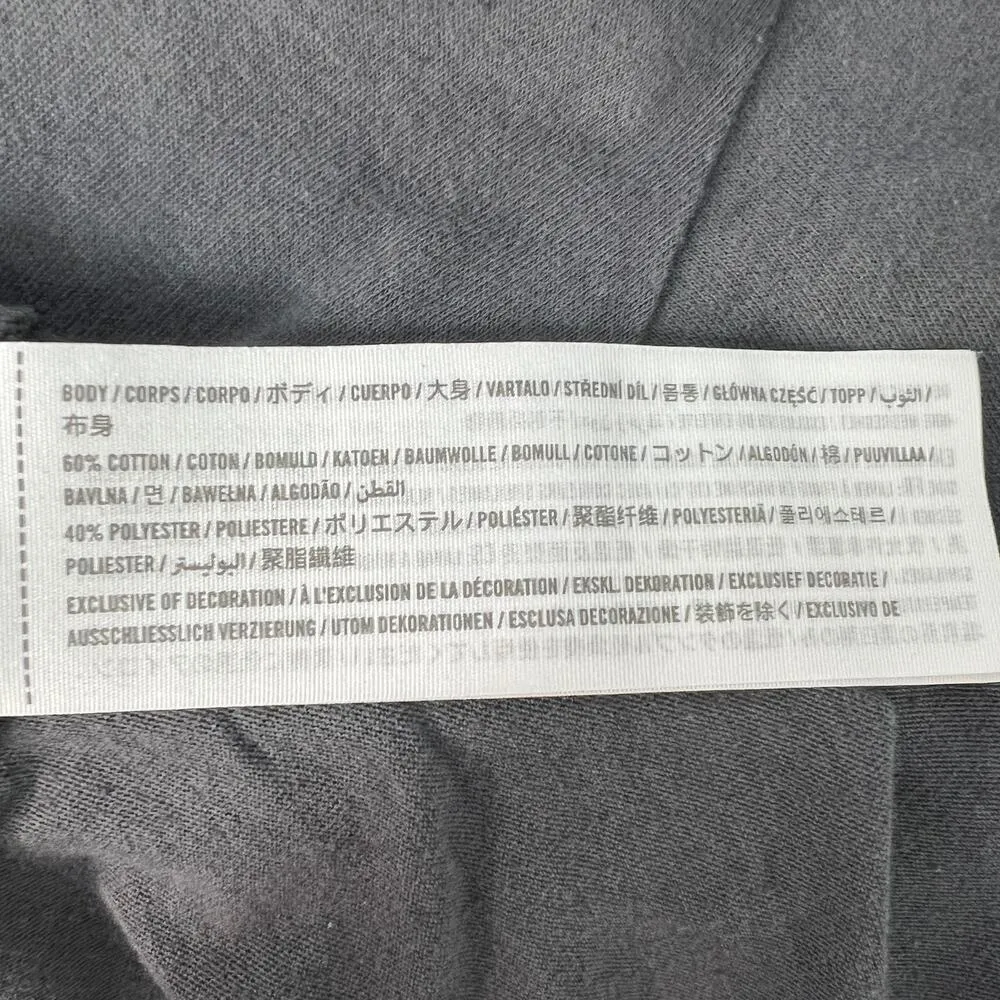 BODY / CORPS / CORPO / ボディ / CUERPO / 大身 / VARTALO / STŘEDNÍ DÍL / 몸통 / GŁÓWNA CZĘŚĆ / TOPP / الثوب /
布身
60% COTTON / COTON / BOMULD / KATOEN / BAUMWOLLE / BOMULL / COTONE / コットン / ALGODÓN / 棉 / PUUVILLAA /
BAVLNA / 면 / BAWEŁNA / ALGODÃO / القطن
40% POLYESTER / POLIESTERE / ポリエステル / POLIÉSTER / 聚酯纤维 / POLYESTERIÄ / 폴리에스테르 /
POLIESTER / البوليستر / 聚脂纖維
EXCLUSIVE OF DECORATION / À L'EXCLUSION DE LA DÉCORATION / EKSKL. DEKORATION / EXCLUSIEF DECORATIE /
AUSSCHLIESSLICH VERZIERUNG / UTOM DEKORATIONEN / ESCLUSA DECORAZIONE / 装飾を除く / EXCLUSIVO DE